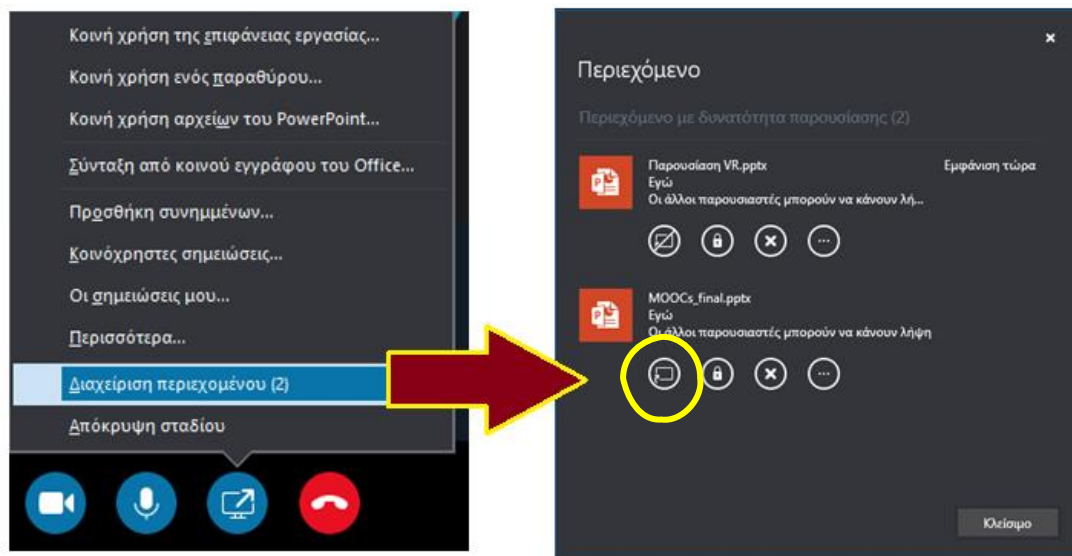 Κοινή χρήση της επιφάνειας εργασίας...
Κοινή χρήση ενός παραθύρου...
Κοινή χρήση αρχείων του PowerPoint...
Σύνταξη από κοινού εγγράφου του Office...
Προσθήκη συνημμένων...
Κοινόχρηστες σημειώσεις...
Οι σημειώσεις μου...
Περισσότερα...
Διαχείριση περιεχομένου (2)
Απόκρυψη σταδίου
Περιεχόμενο
Περιεχόμενο με δυνατότητα παρουσίασης (2)
Παρουσίαση VR.pptx Εμφάνιση τώρα
Εγώ
Οι άλλοι παρουσιαστές μπορούν να κάνουν λή...
MOOCs_final.pptx
Εγώ
Οι άλλοι παρουσιαστές μπορούν να κάνουν λήψη
Κλείσιμο